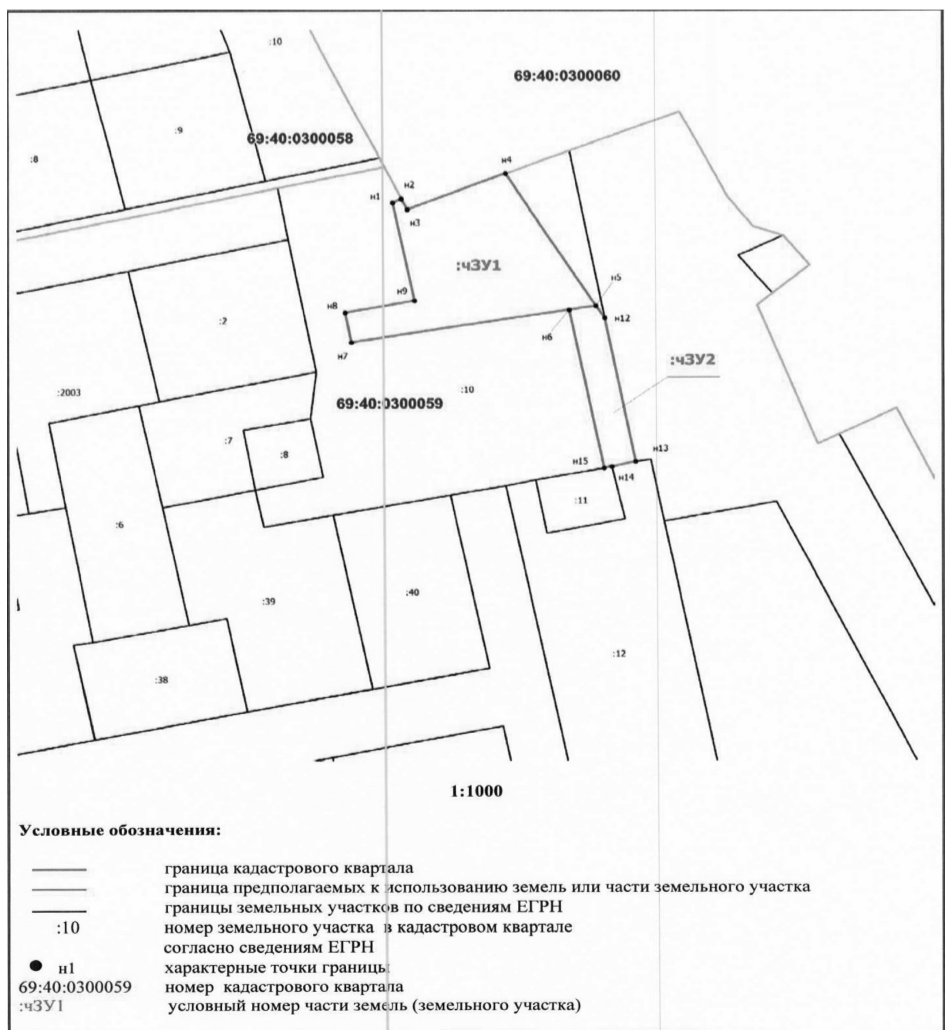 :10
69:40:0300060
:9
69:40:0300058
:8
н4
н2
н1
н3
:чЗУ1
н9
н5
н8
н6
н12
:2
н7
:чЗУ2
:2003
69:40:0300059
:10
:7
:8
н15
н13
н14
:11
:6
:39
:40
:12
:38
1:1000
Условные обозначения:
граница кадастрового квартала
граница предполагаемых к использованию земель или части земельного участка
границы земельных участков по сведениям ЕГРН
:10 номер земельного участка в кадастровом квартале
согласно сведениям ЕГРН
н1 характерные точки границы
69:40:0300059 номер кадастрового квартала
:чЗУ1 условный номер части земель (земельного участка)